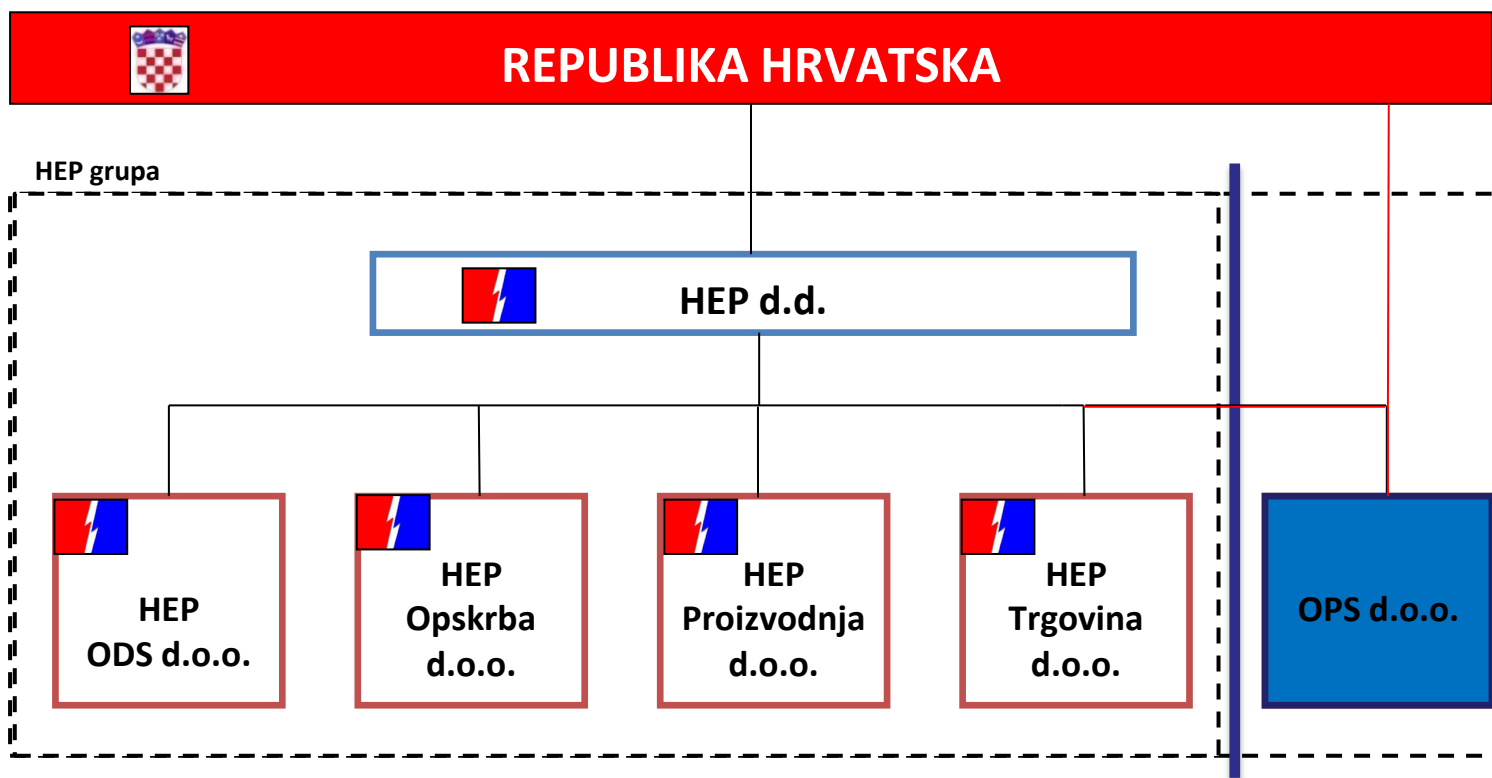 REPUBLIKA HRVATSKA
HEP grupa
HEP d.d.
HEP
ODS d.o.o.
HEP
Opskrba
d.o.o.
HEP
Proizvodnja
d.o.o.
HEP
Trgovina
d.o.o.
OPS d.o.o.